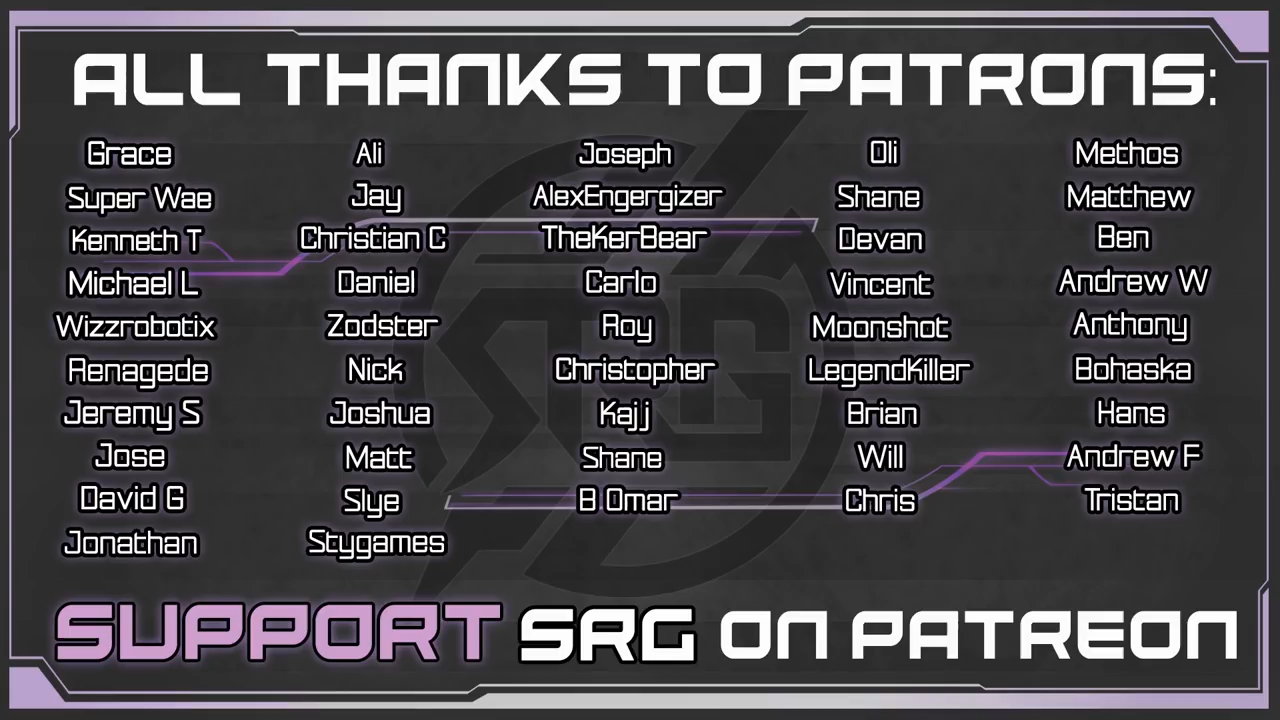 ALL THANKS TO PATRONS:
Grace
Super Wae
Kenneth T
Michael L
Wizzrobotix
Renagede
Jeremy S
Jose
David G
Jonathan
Ali
Jay
Christian C
Daniel
Zodster
Nick
Joshua
Matt
Slye
Stygames
Joseph
AlexEngergizer
TheKerBear
Carlo
Roy
Christopher
Kajj
Shane
B Omar
Oli
Shane
Devan
Vincent
Moonshot
LegendKiller
Brian
Will
Chris
Methos
Matthew
Ben
Andrew W
Anthony
Bohaska
Hans
Andrew F
Tristan
SRG
SUPPORT SRG ON PATREON